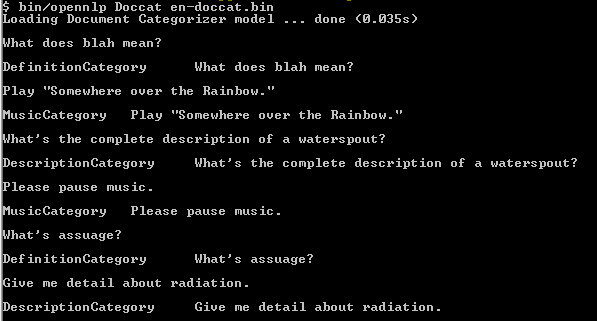 $ bin/opennlp Doccat en-doccat.bin
Loading Document Categorizer model ... done (0.035s)
What does blah mean?
DefinitionCategory What does blah mean?
Play "Somewhere over the Rainbow."
MusicCategory Play "Somewhere over the Rainbow."
What's the complete description of a waterspout?
DescriptionCategory What's the complete description of a waterspout?
Please pause music.
MusicCategory Please pause music.
What's assuage?
DefinitionCategory What's assuage?
Give me detail about radiation.
DescriptionCategory Give me detail about radiation.